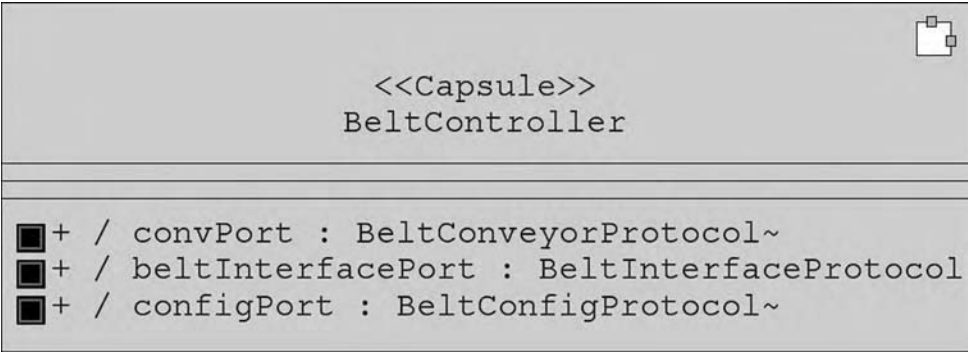 <<Capsule>>
BeltController
+ / convPort : BeltConveyorProtocol~
+ / beltInterfacePort : BeltInterfaceProtocol
+ / configPort : BeltConfigProtocol~